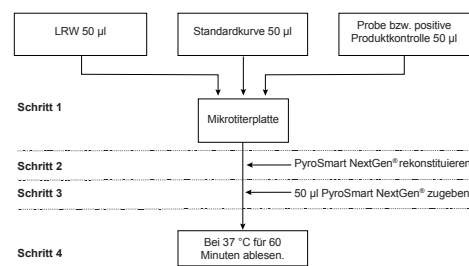 LRW 50 µl
Standardkurve 50 µl
Probe bzw. positive
Produktkontrolle 50 µl
Schritt 1
Mikrotiterplatte
Schritt 2
PyroSmart NextGen® rekonstituieren
Schritt 3
50 µl PyroSmart NextGen® zugeben
Schritt 4
Bei 37 °C für 60
Minuten ablesen.